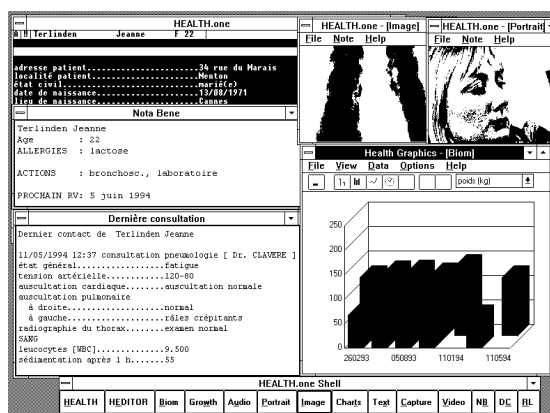 HEALTH.one
Terlinden Jeanne F 22
adresse patient.......................34 rue du Marais
localité patient......................Menton
état civil............................marié(e)
date de naissance.....................13/08/1971
lieu de naissance.....................Cannes
HEALTH.one - [Image]
File Note Help
HEALTH.one - [Portrait]
File Note Help
Nota Bene
Terlinden Jeanne
Age : 22
ALLERGIES : lactose
ACTIONS : bronchosc., laboratoire
PROCHAIN RV: 5 juin 1994
Health Graphics - [Biom]
File View Data Options Help
poids (kg)
250
200
150
100
50
0
260293 050893 110194 110594
Dernière consultation
Dernier contact de Terlinden Jeanne
11/05/1994 12:37 consultation pneumologie [ Dr. CLAVERE ]
état général.................fatigue
tension artérielle...........120-80
auscultation cardiaque.......auscultation normale
auscultation pulmonaire
à droite...................normal
à gauche...................râles crépitants
radiographie du thorax.......examen normal
SANG
leucocytes [WBC].............9.500
sédimentation après 1 h......55
HEALTH.one Shell
HEALTH HEDITOR Biom Growth Audio Portrait Image Charts Text Capture Video NB DC RL